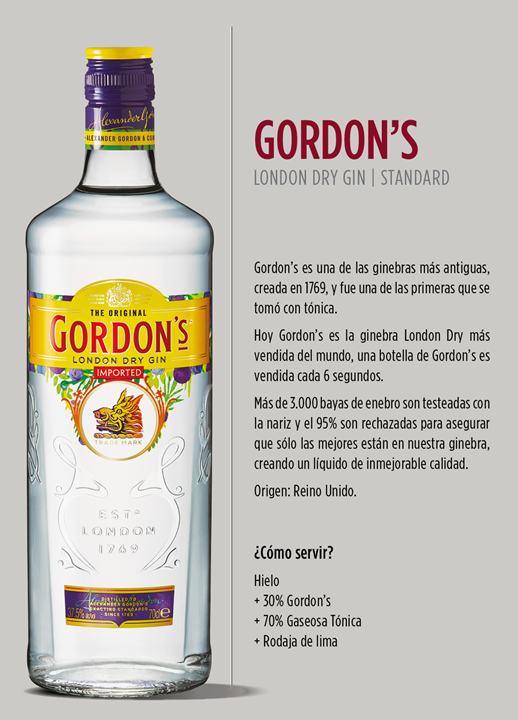 Alexander Go
ALEXANDER GORDON & CO
THE ORIGINAL
GORDON'S
LONDON DRY GIN
IMPORTED
TRADE MARK
ESTD
LONDON
1769
DISTILLED TO
ALEXANDER GORDON'S
EXACTING STANDARDS
- SINCE 1769 -
37.5% alc/vol
70cl e
GORDON'S
LONDON DRY GIN | STANDARD
Gordon's es una de las ginebras más antiguas,
creada en 1769, y fue una de las primeras que se
tomó con tónica.
Hoy Gordon's es la ginebra London Dry más
vendida del mundo, una botella de Gordon's es
vendida cada 6 segundos.
Más de 3.000 bayas de enebro son testeadas con
la nariz y el 95% son rechazadas para asegurar
que sólo las mejores están en nuestra ginebra,
creando un líquido de inmejorable calidad.
Origen: Reino Unido.
¿Cómo servir?
Hielo
+ 30% Gordon's
+ 70% Gaseosa Tónica
+ Rodaja de lima